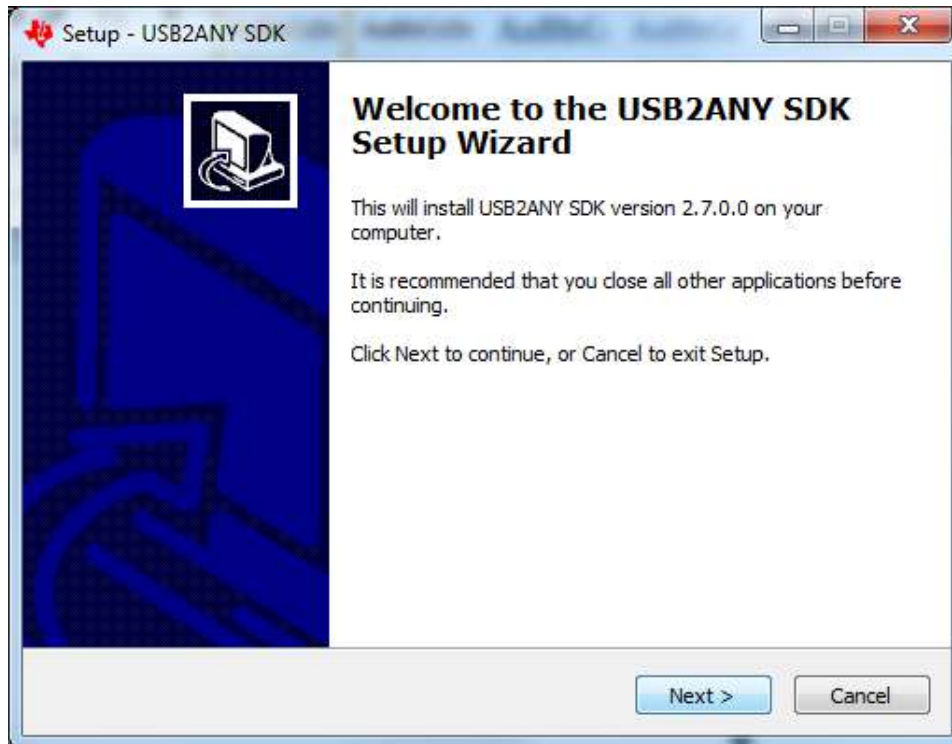 Setup - USB2ANY SDK
Welcome to the USB2ANY SDK
Setup Wizard
This will install USB2ANY SDK version 2.7.0.0 on your
computer.
It is recommended that you close all other applications before
continuing.
Click Next to continue, or Cancel to exit Setup.
Next >
Cancel